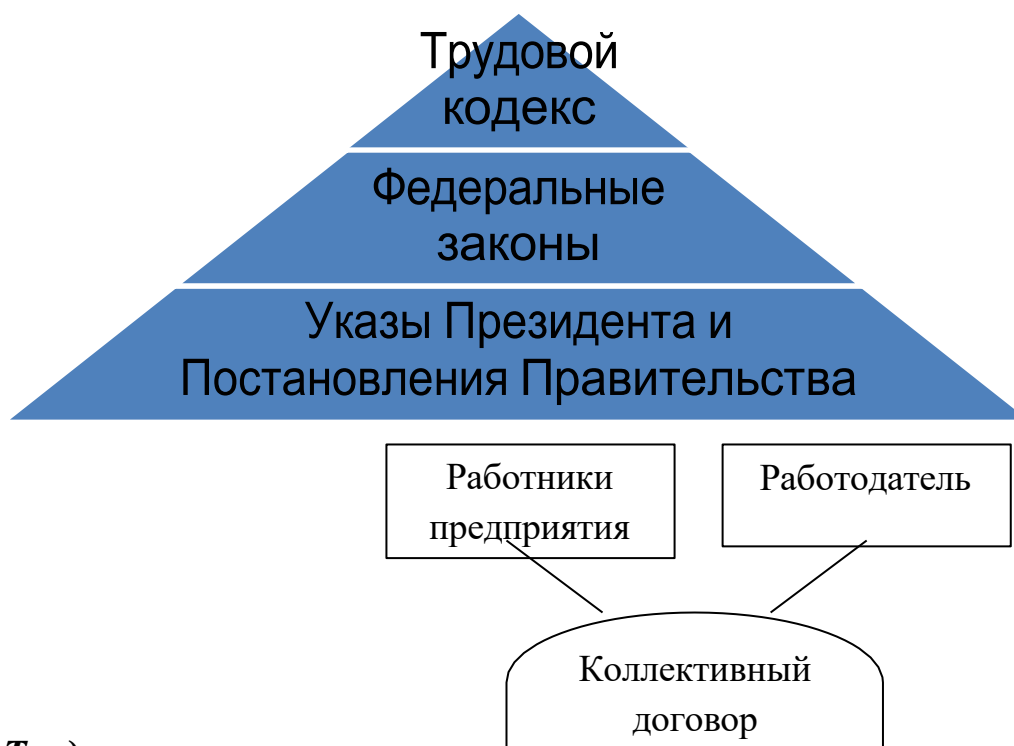 Трудовой
кодекс
Федеральные
законы
Указы Президента и
Постановления Правительства
Работники
предприятия
Работодатель
Коллективный
договор